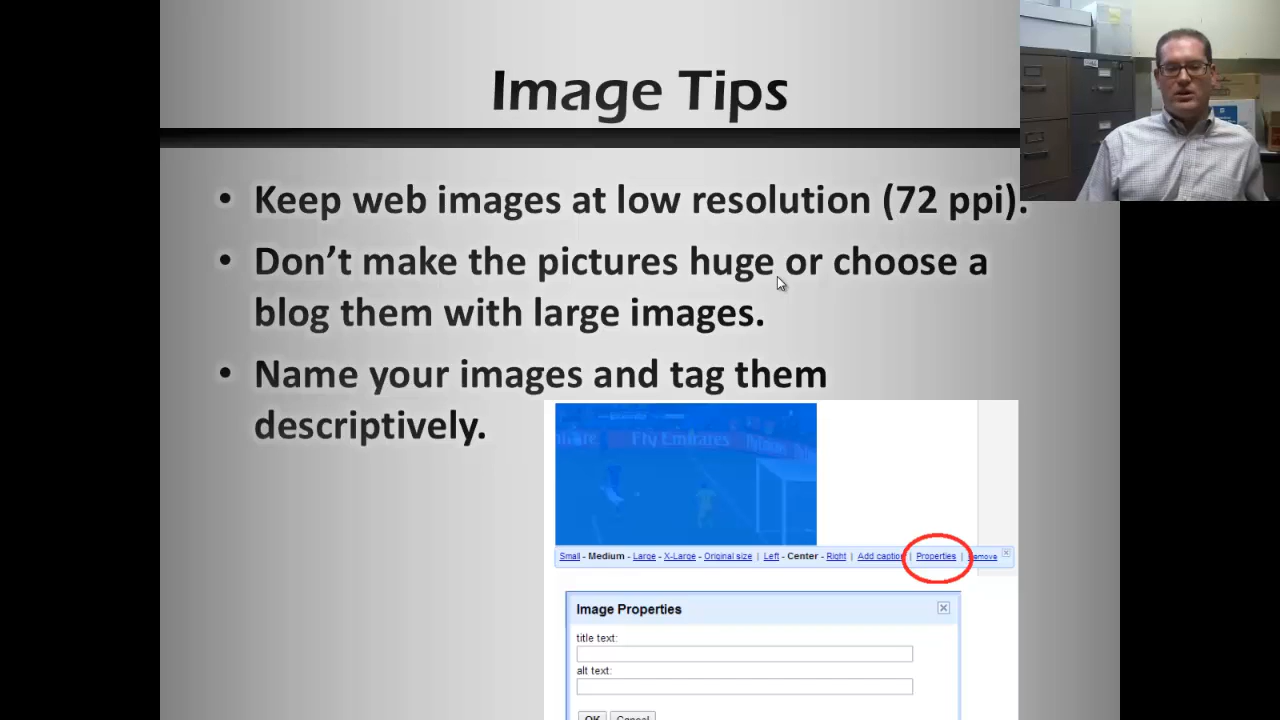 Image Tips
• Keep web images at low resolution (72 ppi).
• Don’t make the pictures huge or choose a
blog them with large images.
• Name your images and tag them
descriptively.
Fly Emirates
Small - Medium - Large - X-Large - Original size | Left - Center - Right | Add caption | Properties | Remove
Image Properties
title text:
alt text:
OK Cancel